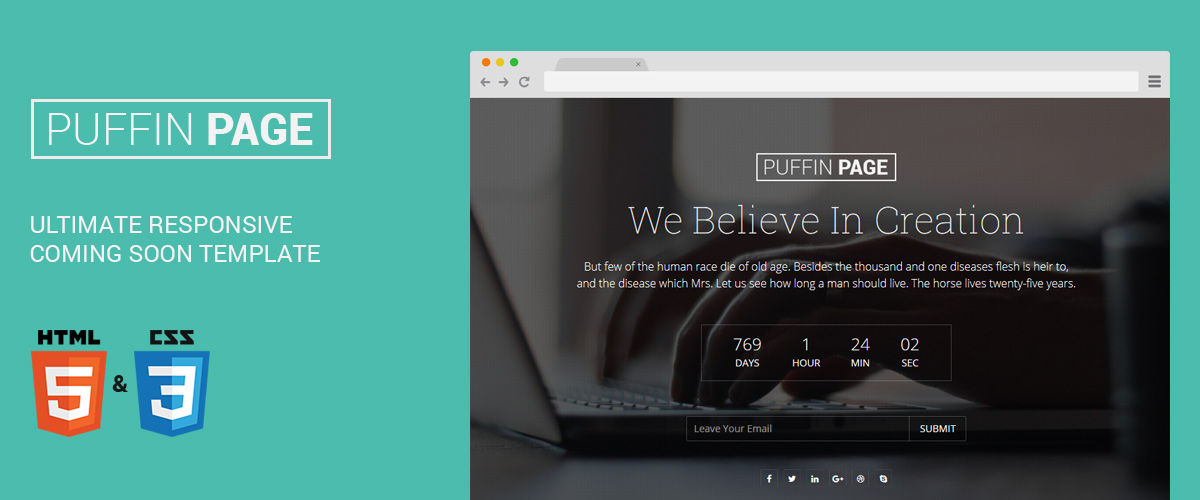 PUFFIN PAGE
ULTIMATE RESPONSIVE
COMING SOON TEMPLATE
HTML
5
&
CSS
3
PUFFIN PAGE
We Believe In Creation
But few of the human race die of old age. Besides the thousand and one diseases flesh is heir to,
and the disease which Mrs. Let us see how long a man should live. The horse lives twenty-five years.
769 1 24 02
DAYS HOUR MIN SEC
Leave Your Email SUBMIT